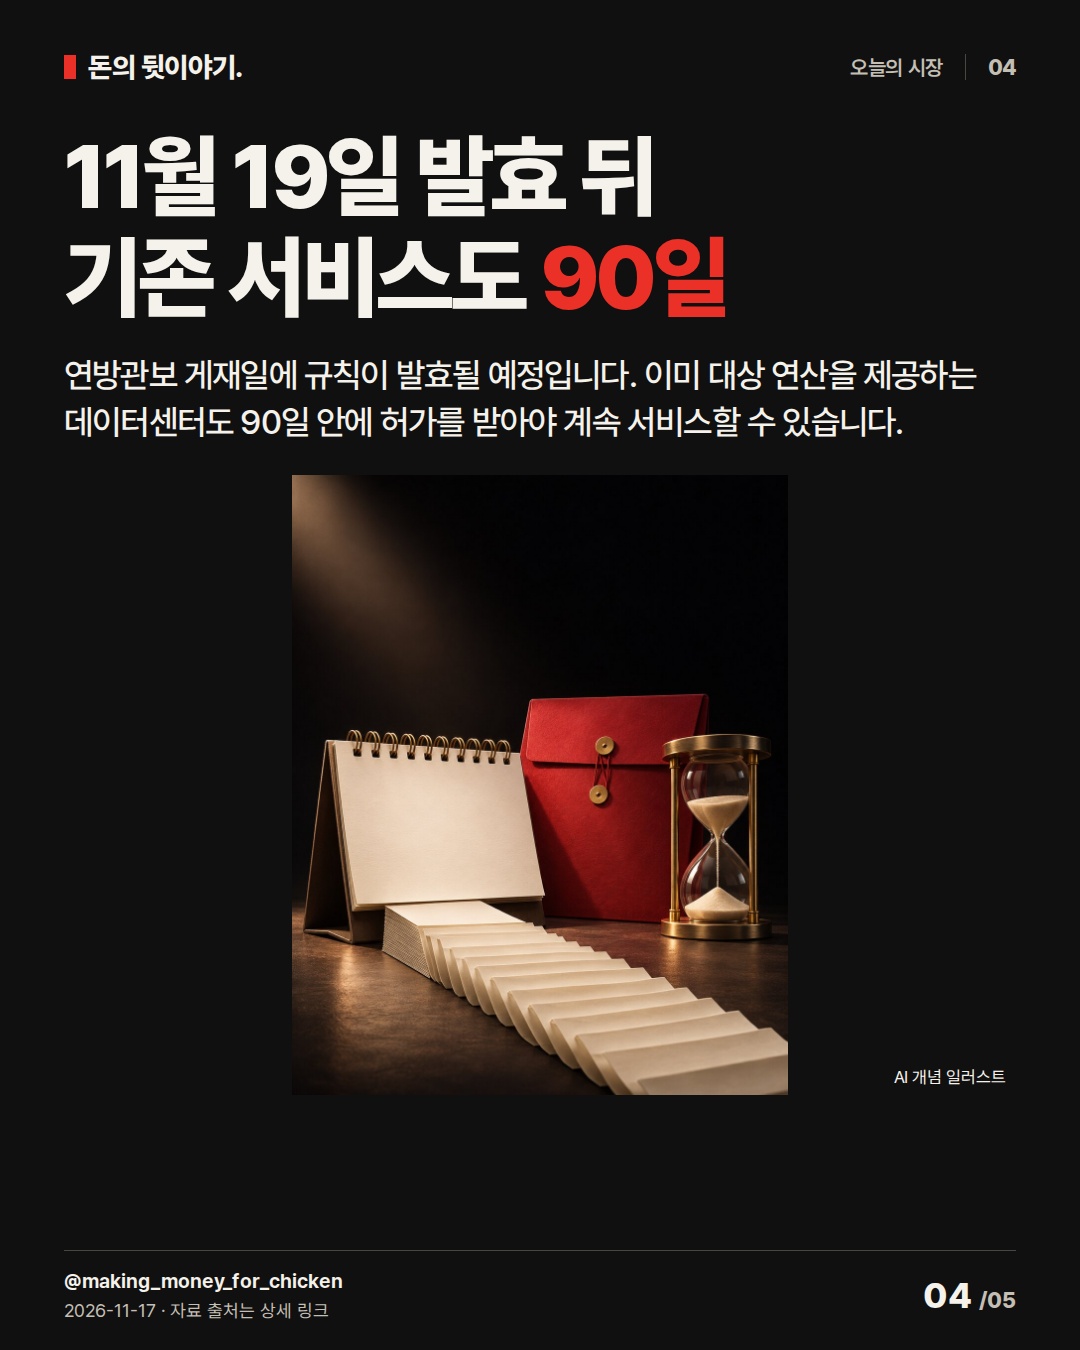 돈의 뒷이야기.
오늘의 시장 04
11월 19일 발효 뒤
기존 서비스도 90일
연방관보 게재일에 규칙이 발효될 예정입니다. 이미 대상 연산을 제공하는
데이터센터도 90일 안에 허가를 받아야 계속 서비스할 수 있습니다.
AI 개념 일러스트
@making_money_for_chicken
2026-11-17 · 자료 출처는 상세 링크
04 /05